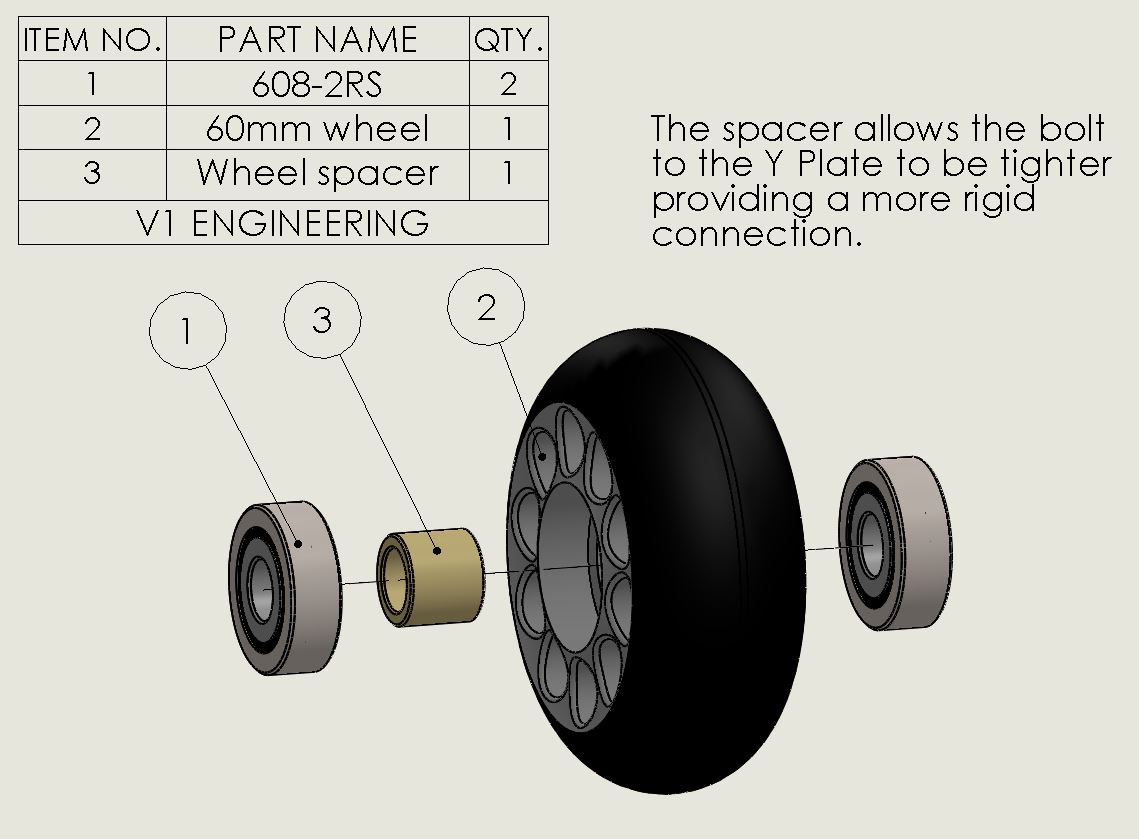 ITEM NO. PART NAME QTY.
1 608-2RS 2
2 60mm wheel 1
3 Wheel spacer 1
V1 ENGINEERING
The spacer allows the bolt
to the Y Plate to be tighter
providing a more rigid
connection.
1 3 2